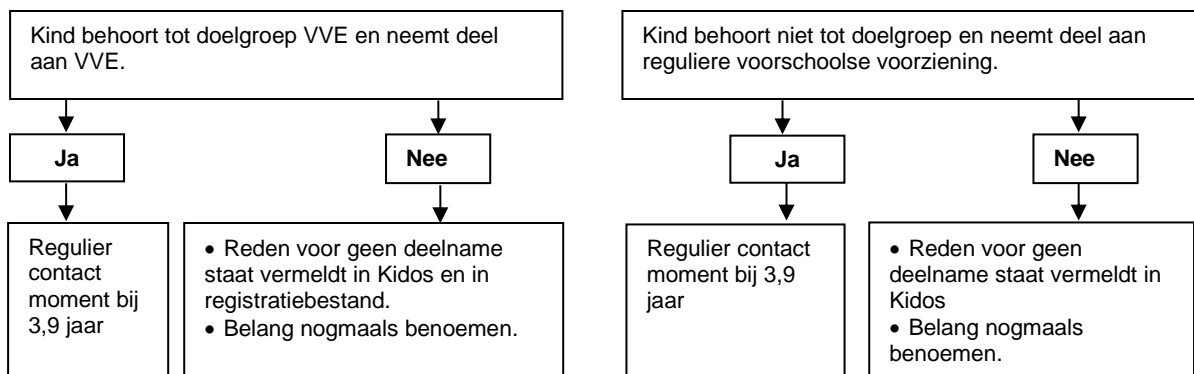 Kind behoort tot doelgroep VVE en neemt deel
aan VVE.
Ja
Nee
Regulier
contact
moment bij
3,9 jaar
• Reden voor geen deelname
staat vermeldt in Kidos en in
registratiebestand.
• Belang nogmaals benoemen.
Kind behoort niet tot doelgroep en neemt deel aan
reguliere voorschoolse voorziening.
Ja
Nee
Regulier contact
moment bij 3,9
jaar
• Reden voor geen
deelname staat vermeldt in
Kidos
• Belang nogmaals
benoemen.